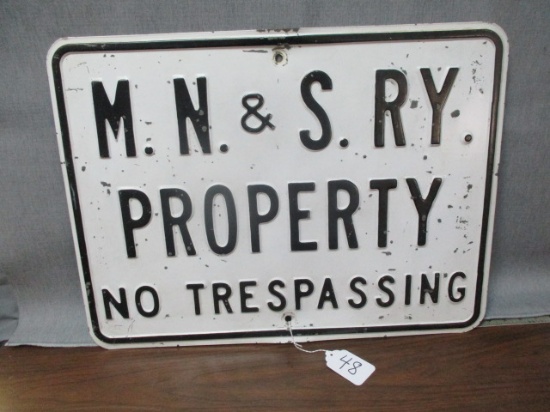 M. N. & S. RY.
PROPERTY
NO TRESPASSING
48